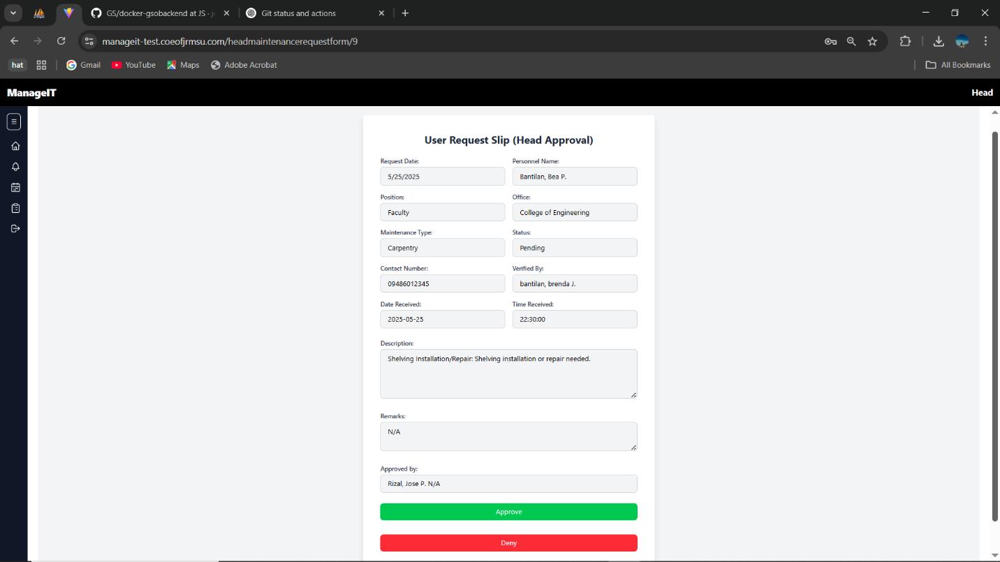 GS/docker-gsobackend at JS · j
Git status and actions
manageit-test.coeofjrmsu.com/headmaintenancerequestform/9
hat
Gmail
YouTube
Maps
Adobe Acrobat
All Bookmarks
ManageIT
Head
User Request Slip (Head Approval)
Request Date:
Personnel Name:
5/25/2025
Bantilan, Bea P.
Position:
Office:
Faculty
College of Engineering
Maintenance Type:
Status:
Carpentry
Pending
Contact Number:
Verified By:
09486012345
bantilan, brenda J.
Date Received:
Time Received:
2025-05-25
22:30:00
Description:
Shelving Installation/Repair: Shelving installation or repair needed.
Remarks:
N/A
Approved by:
Rizal, Jose P. N/A
Approve
Deny